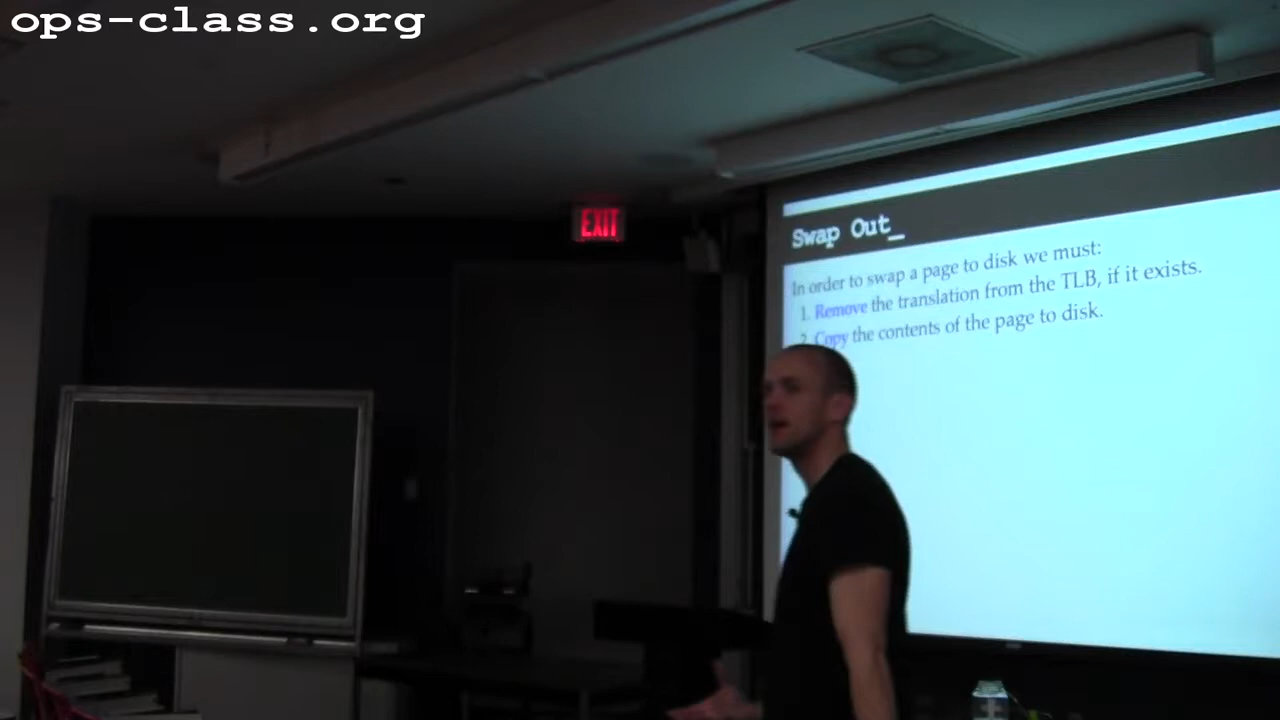 ops-class.org
EXIT
Swap Out_
In order to swap a page to disk we must:
1. Remove the translation from the TLB, if it exists.
2. Copy the contents of the page to disk.